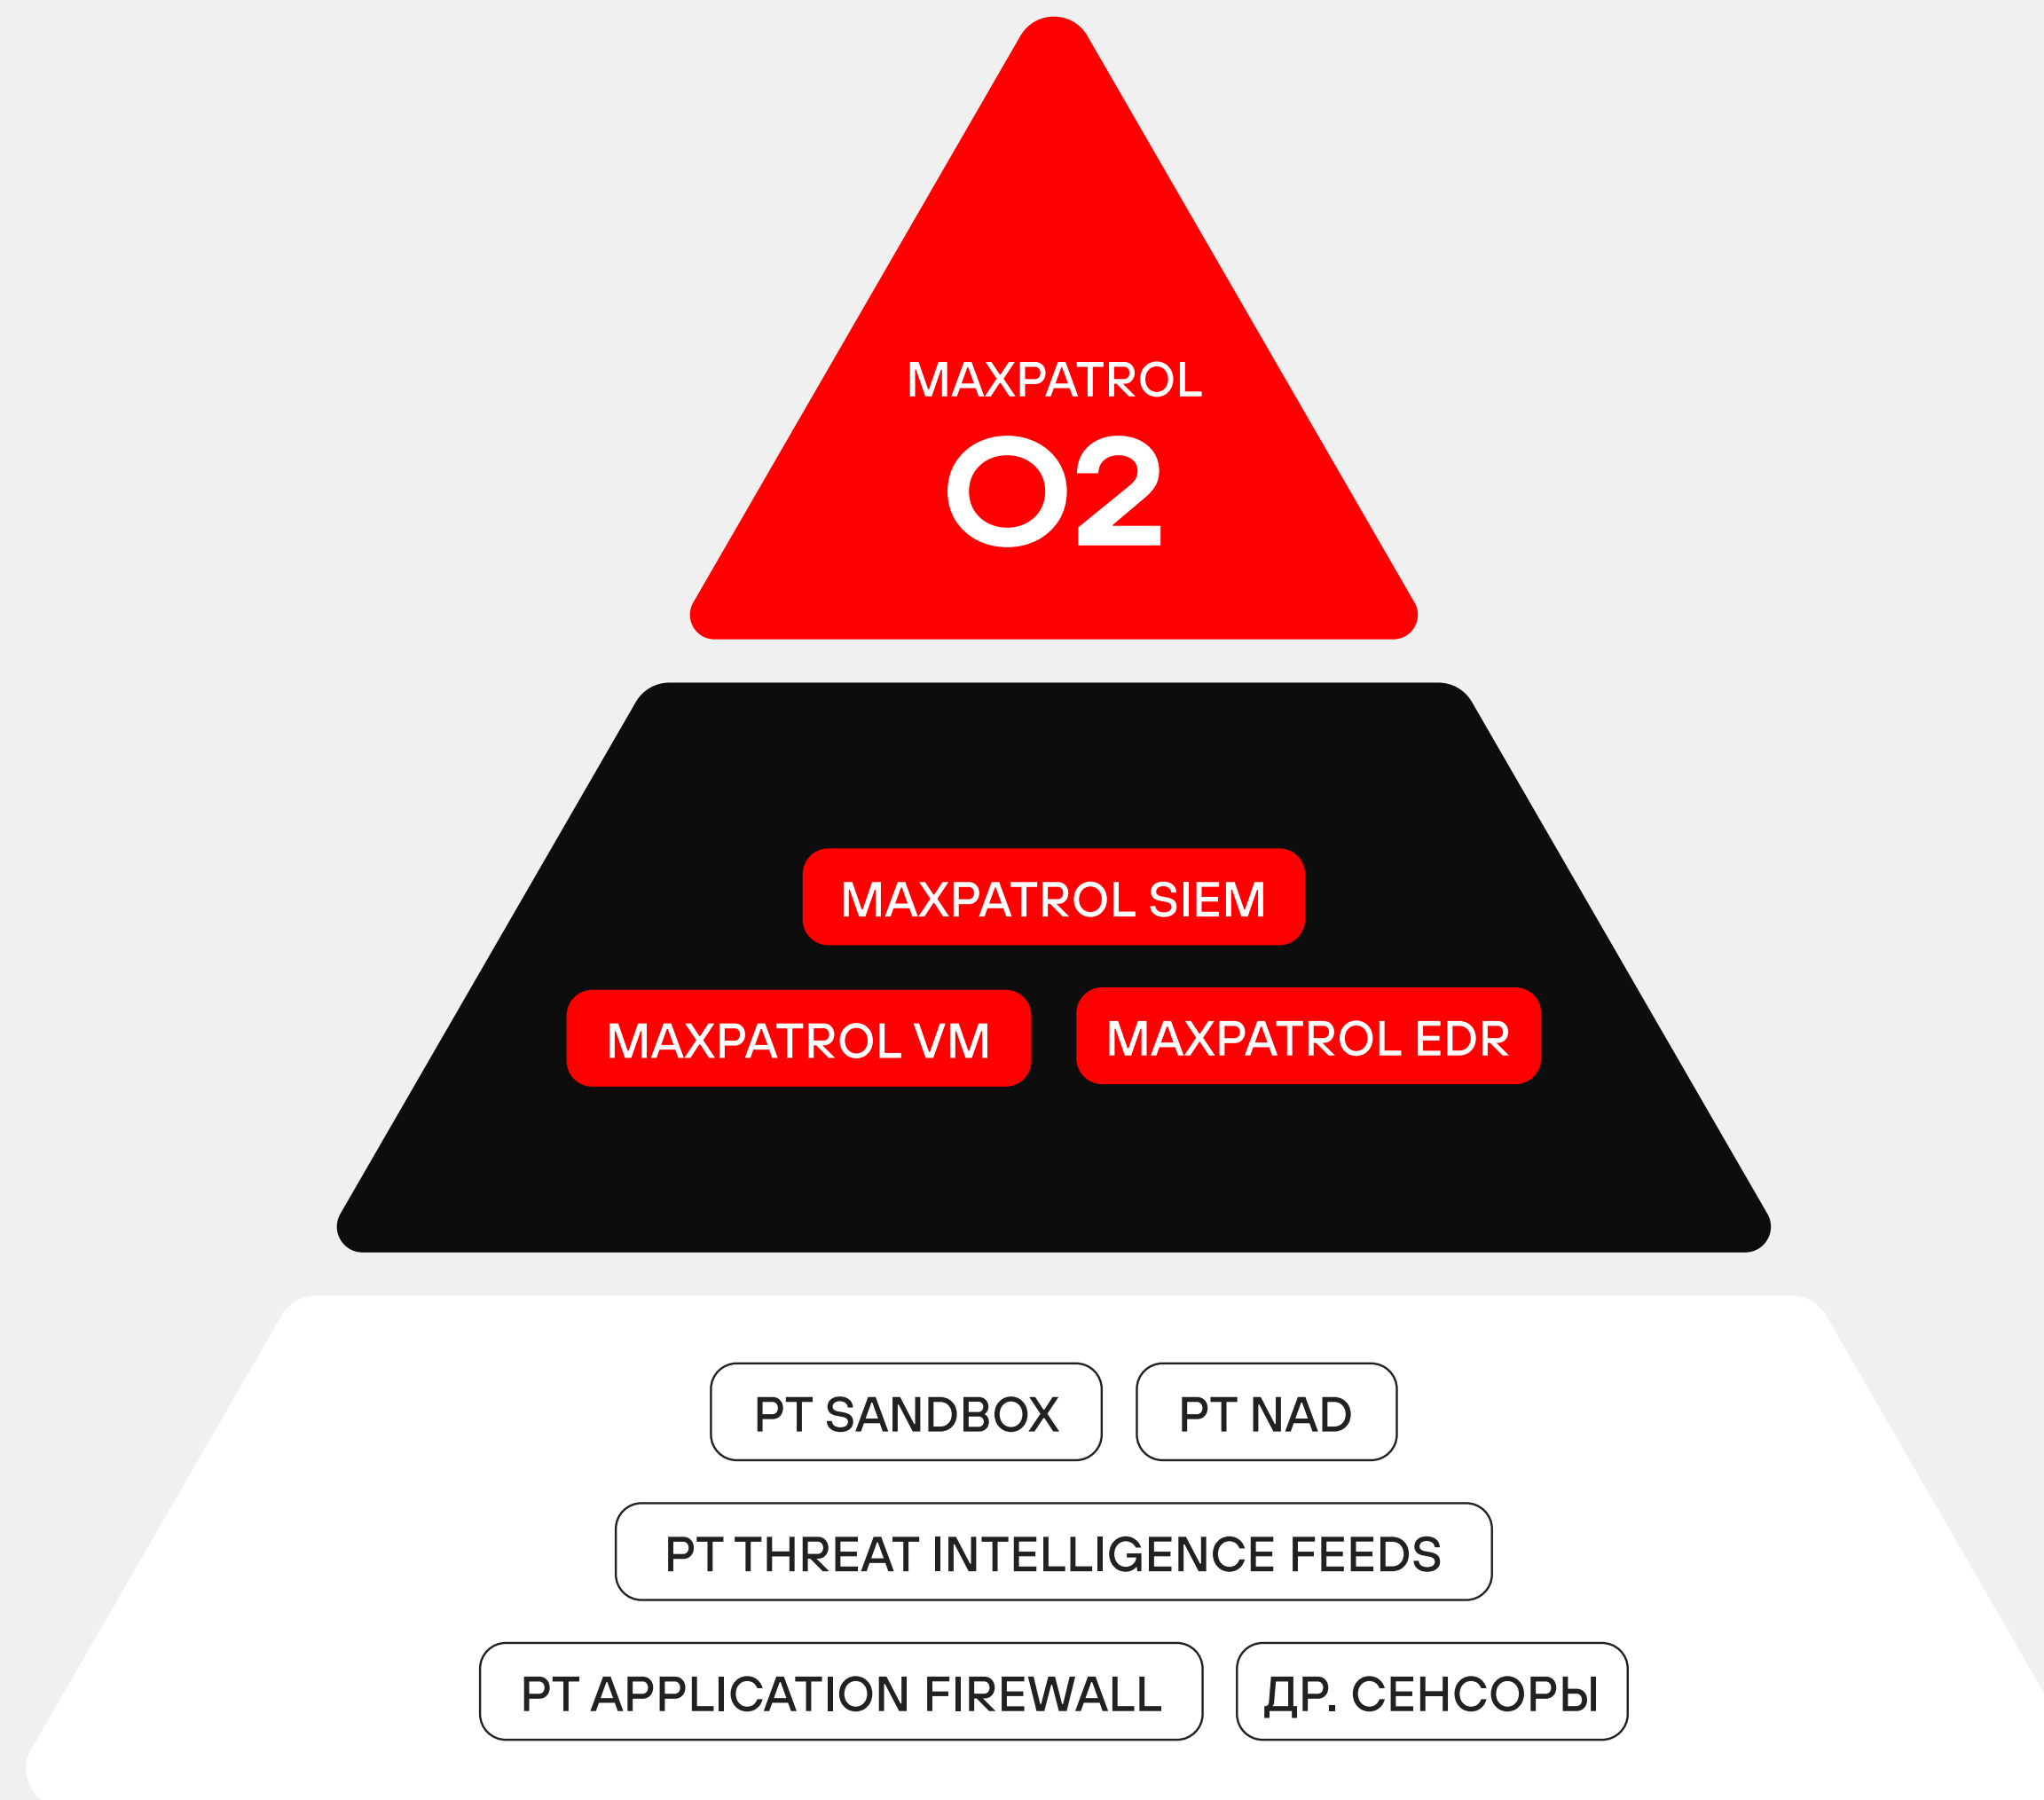 MAXPATROL
O2
MAXPATROL SIEM
MAXPATROL VM
MAXPATROL EDR
PT SANDBOX
PT NAD
PT THREAT INTELLIGENCE FEEDS
PT APPLICATION FIREWALL
ДР. СЕНСОРЫ